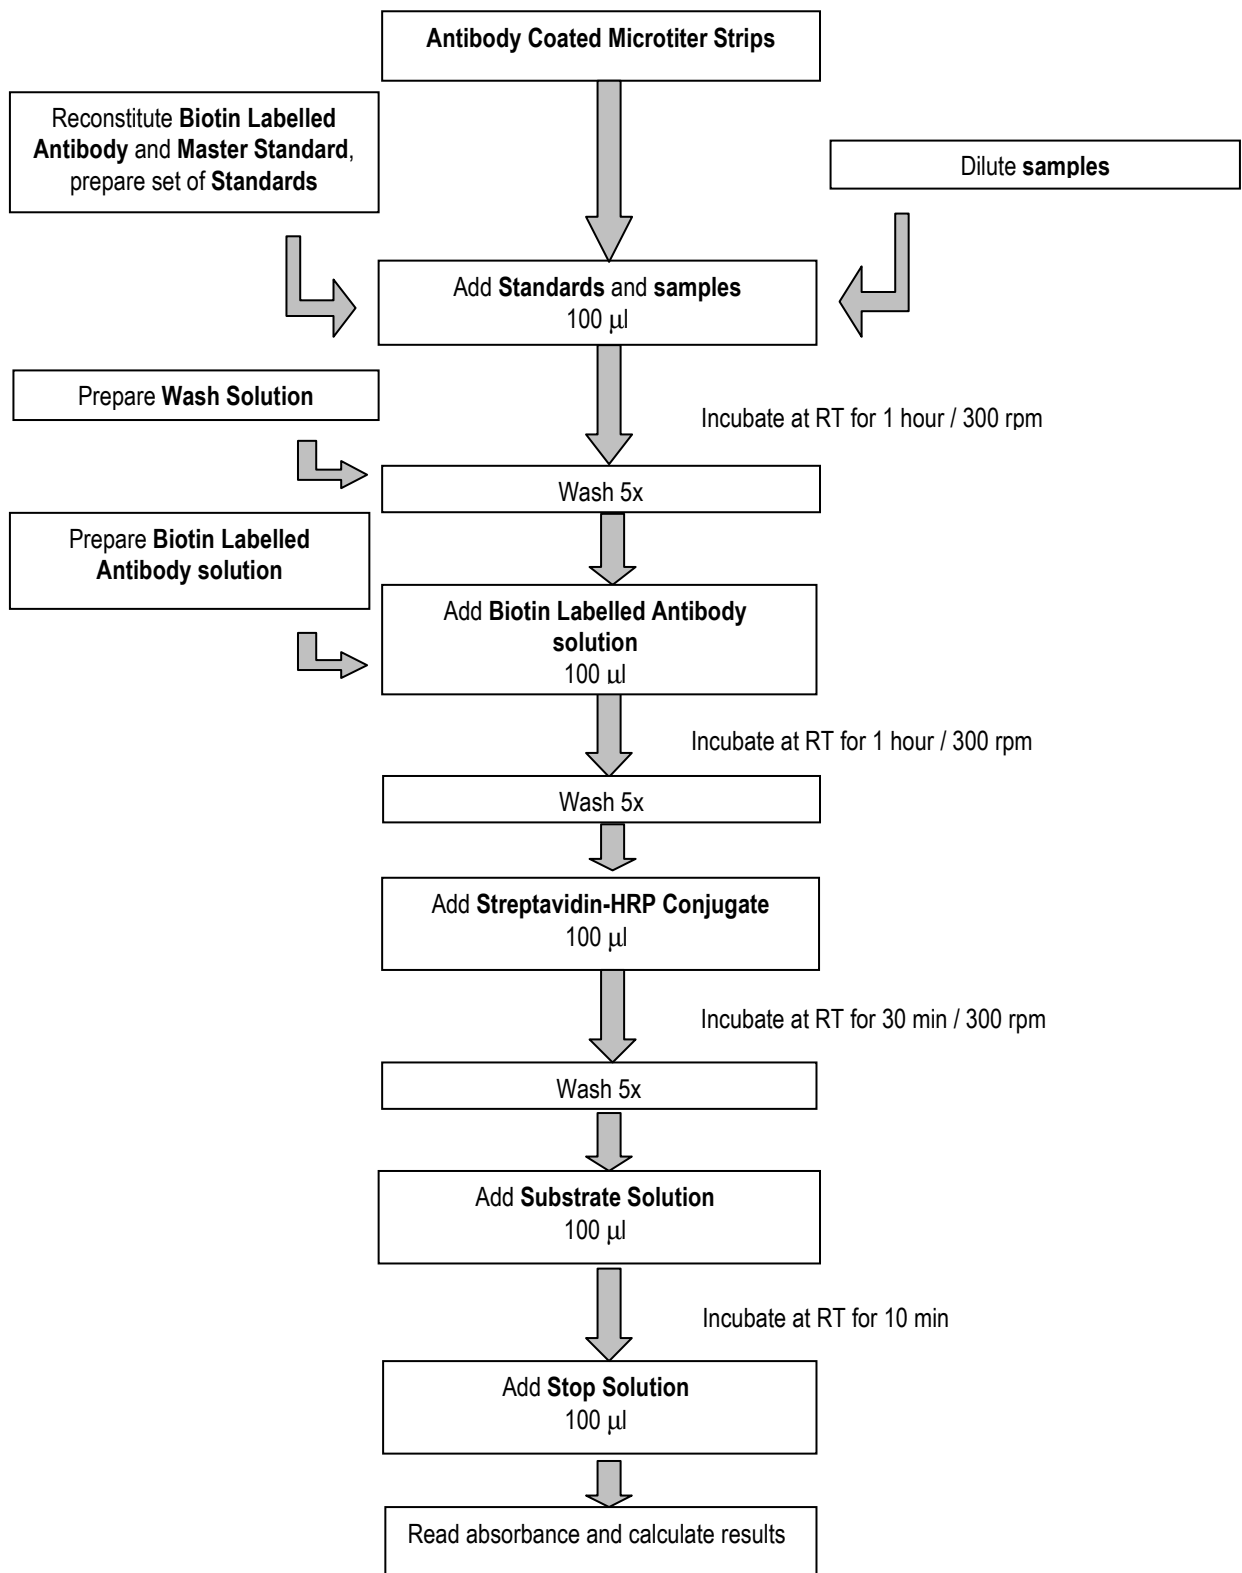 Antibody Coated Microtiter Strips
Reconstitute Biotin Labelled
Antibody and Master Standard,
prepare set of Standards
Dilute samples
Add Standards and samples
100 µl
Prepare Wash Solution
Incubate at RT for 1 hour / 300 rpm
Wash 5x
Prepare Biotin Labelled
Antibody solution
Add Biotin Labelled Antibody
solution
100 µl
Incubate at RT for 1 hour / 300 rpm
Wash 5x
Add Streptavidin-HRP Conjugate
100 µl
Incubate at RT for 30 min / 300 rpm
Wash 5x
Add Substrate Solution
100 µl
Incubate at RT for 10 min
Add Stop Solution
100 µl
Read absorbance and calculate results